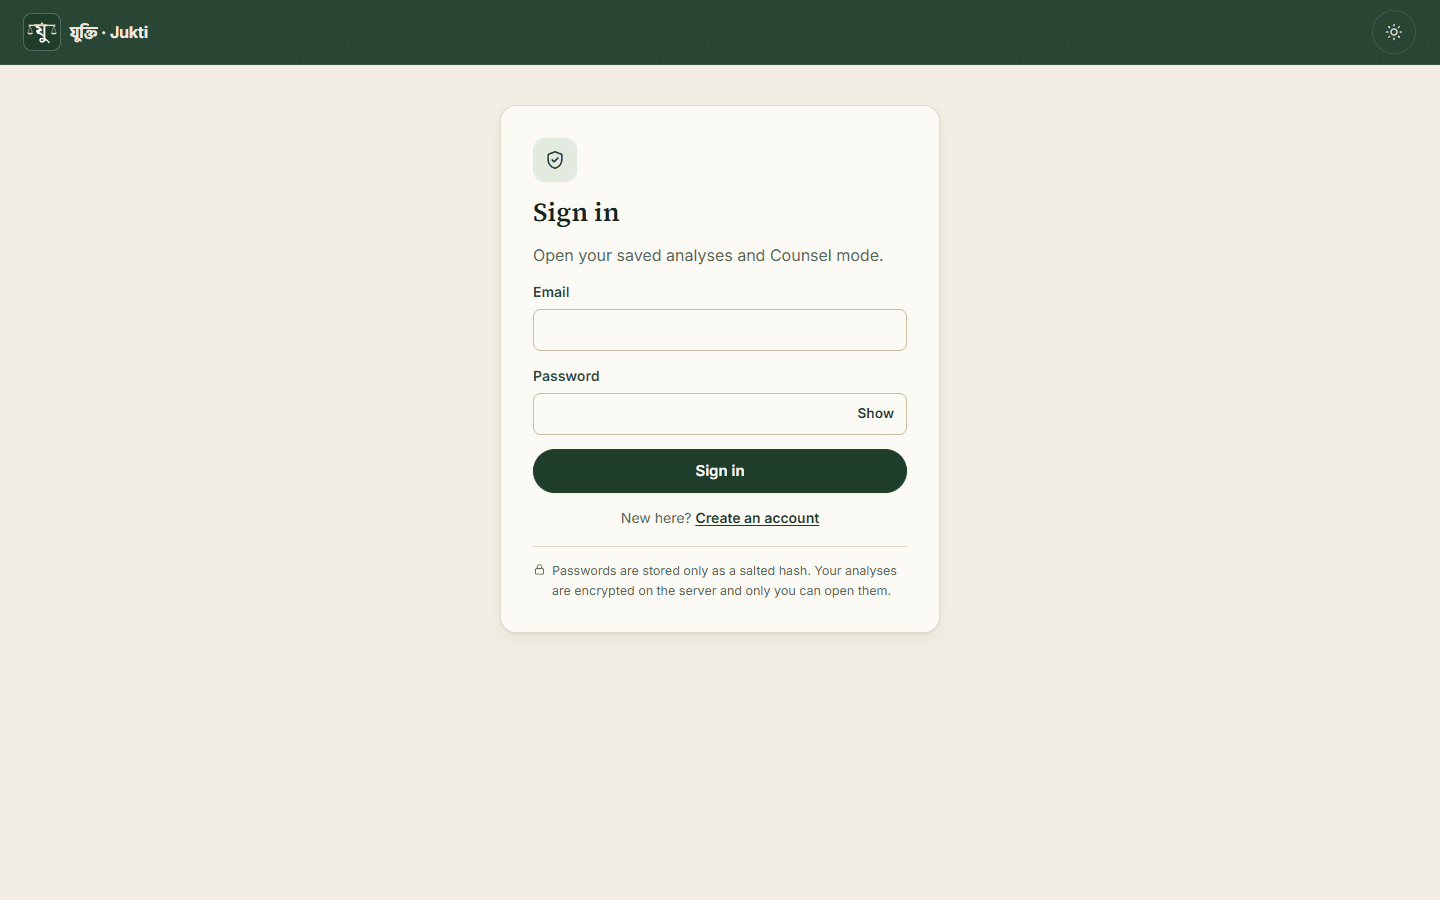 যু
যুক্তি · Jukti
Sign in
Open your saved analyses and Counsel mode.
Email
Password
Show
Sign in
New here? Create an account
Passwords are stored only as a salted hash. Your analyses
are encrypted on the server and only you can open them.